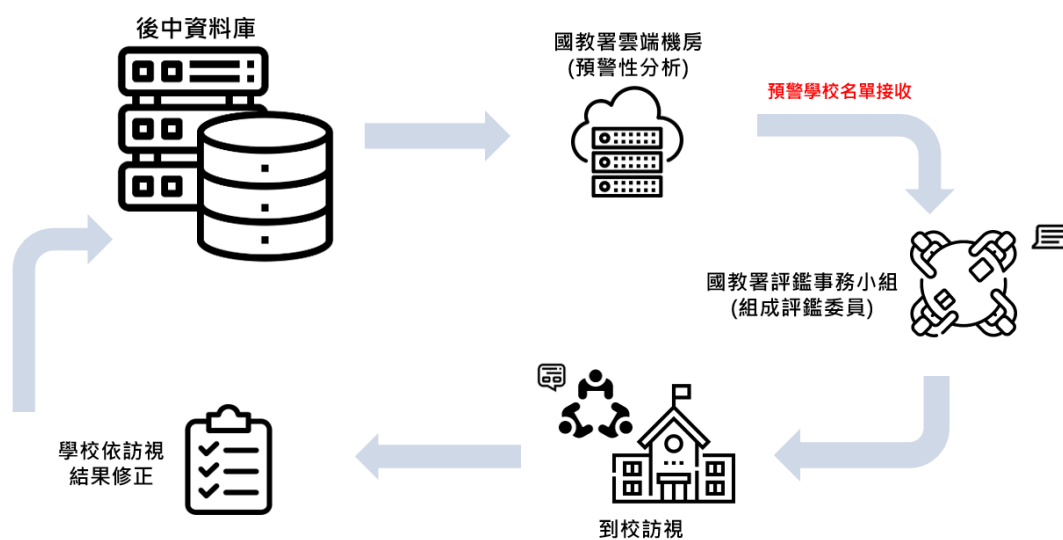 後中資料庫
國教署雲端機房
(預警性分析)
預警學校名單接收
國教署評鑑事務小組
(組成評鑑委員)
到校訪視
學校依訪視
結果修正